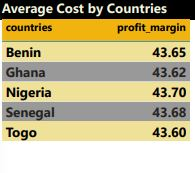 Average Cost by Countries
countries profit_margin
Benin 43.65
Ghana 43.62
Nigeria 43.70
Senegal 43.68
Togo 43.60